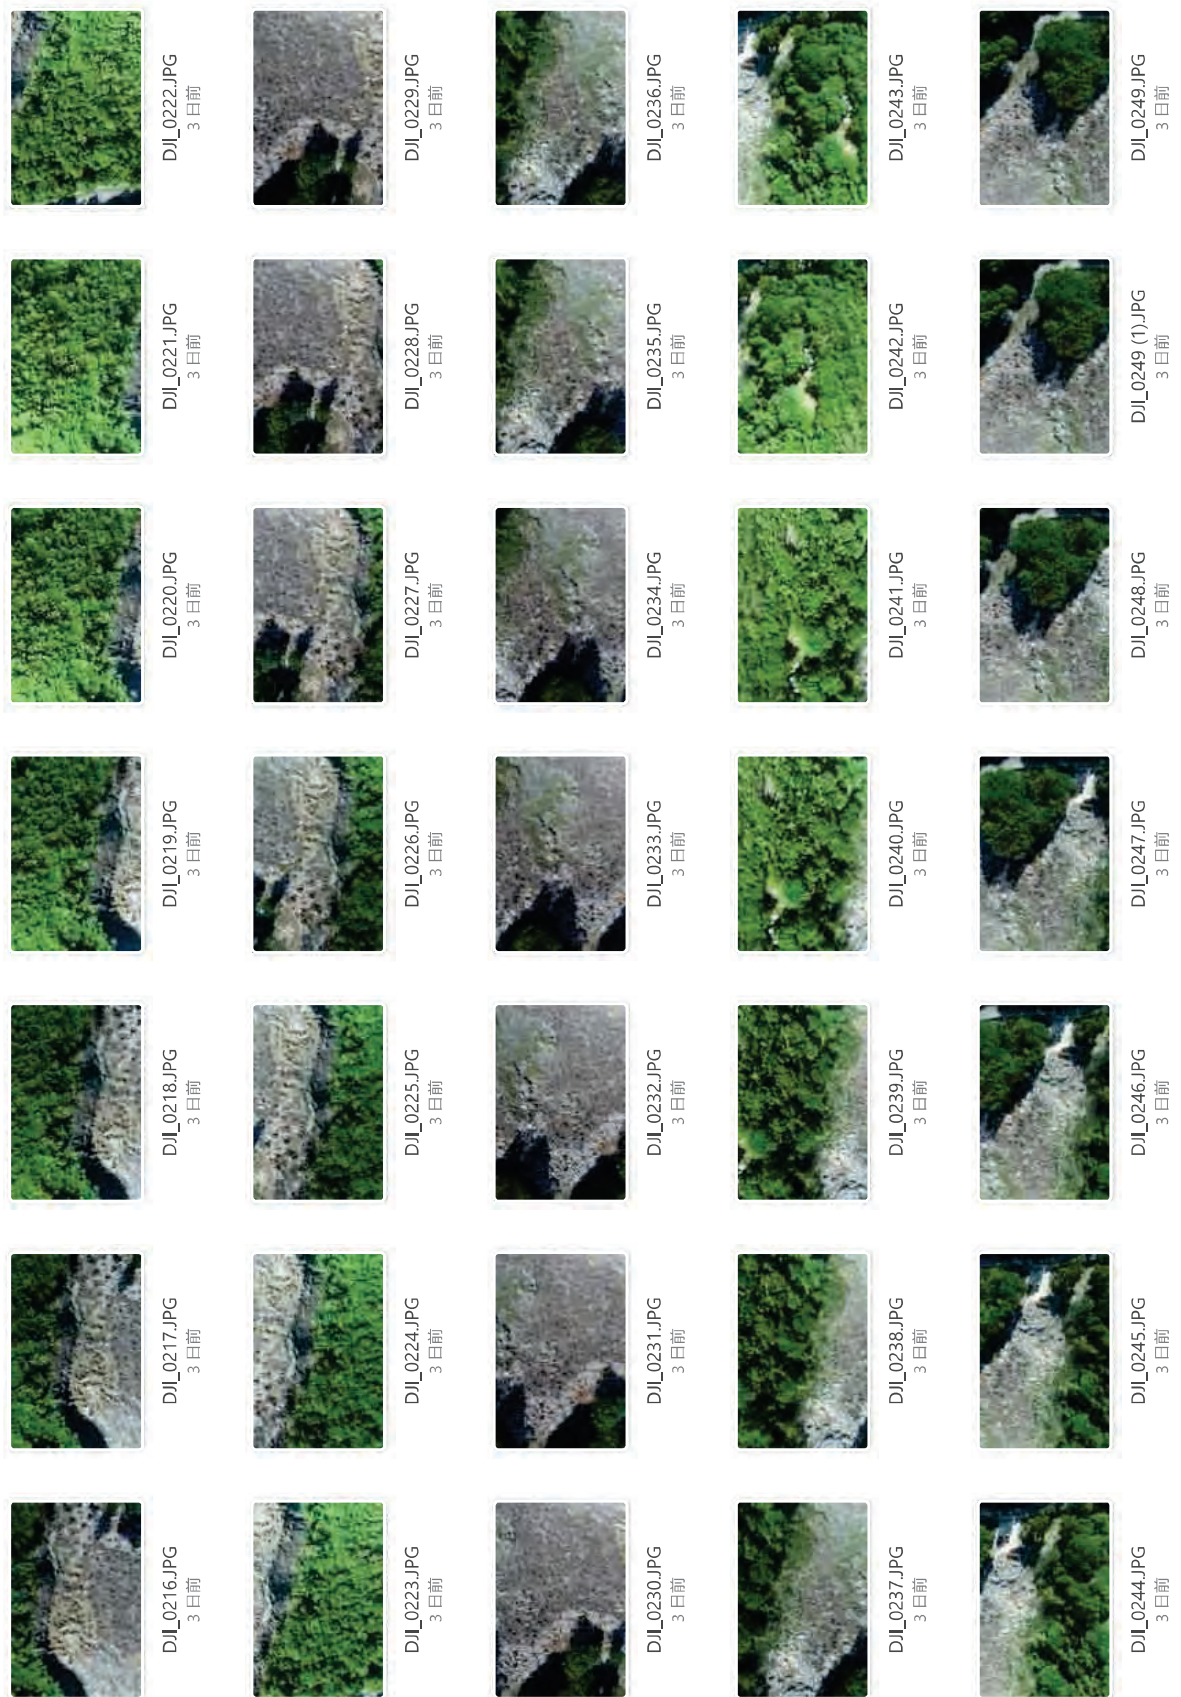 DJI_0216.JPG
3 日前
DJI_0217.JPG
3 日前
DJI_0218.JPG
3 日前
DJI_0219.JPG
3 日前
DJI_0220.JPG
3 日前
DJI_0221.JPG
3 日前
DJI_0222.JPG
3 日前
DJI_0223.JPG
3 日前
DJI_0224.JPG
3 日前
DJI_0225.JPG
3 日前
DJI_0226.JPG
3 日前
DJI_0227.JPG
3 日前
DJI_0228.JPG
3 日前
DJI_0229.JPG
3 日前
DJI_0230.JPG
3 日前
DJI_0231.JPG
3 日前
DJI_0232.JPG
3 日前
DJI_0233.JPG
3 日前
DJI_0234.JPG
3 日前
DJI_0235.JPG
3 日前
DJI_0236.JPG
3 日前
DJI_0237.JPG
3 日前
DJI_0238.JPG
3 日前
DJI_0239.JPG
3 日前
DJI_0240.JPG
3 日前
DJI_0241.JPG
3 日前
DJI_0242.JPG
3 日前
DJI_0243.JPG
3 日前
DJI_0244.JPG
3 日前
DJI_0245.JPG
3 日前
DJI_0246.JPG
3 日前
DJI_0247.JPG
3 日前
DJI_0248.JPG
3 日前
DJI_0249 (1).JPG
3 日前
DJI_0249.JPG
3 日前